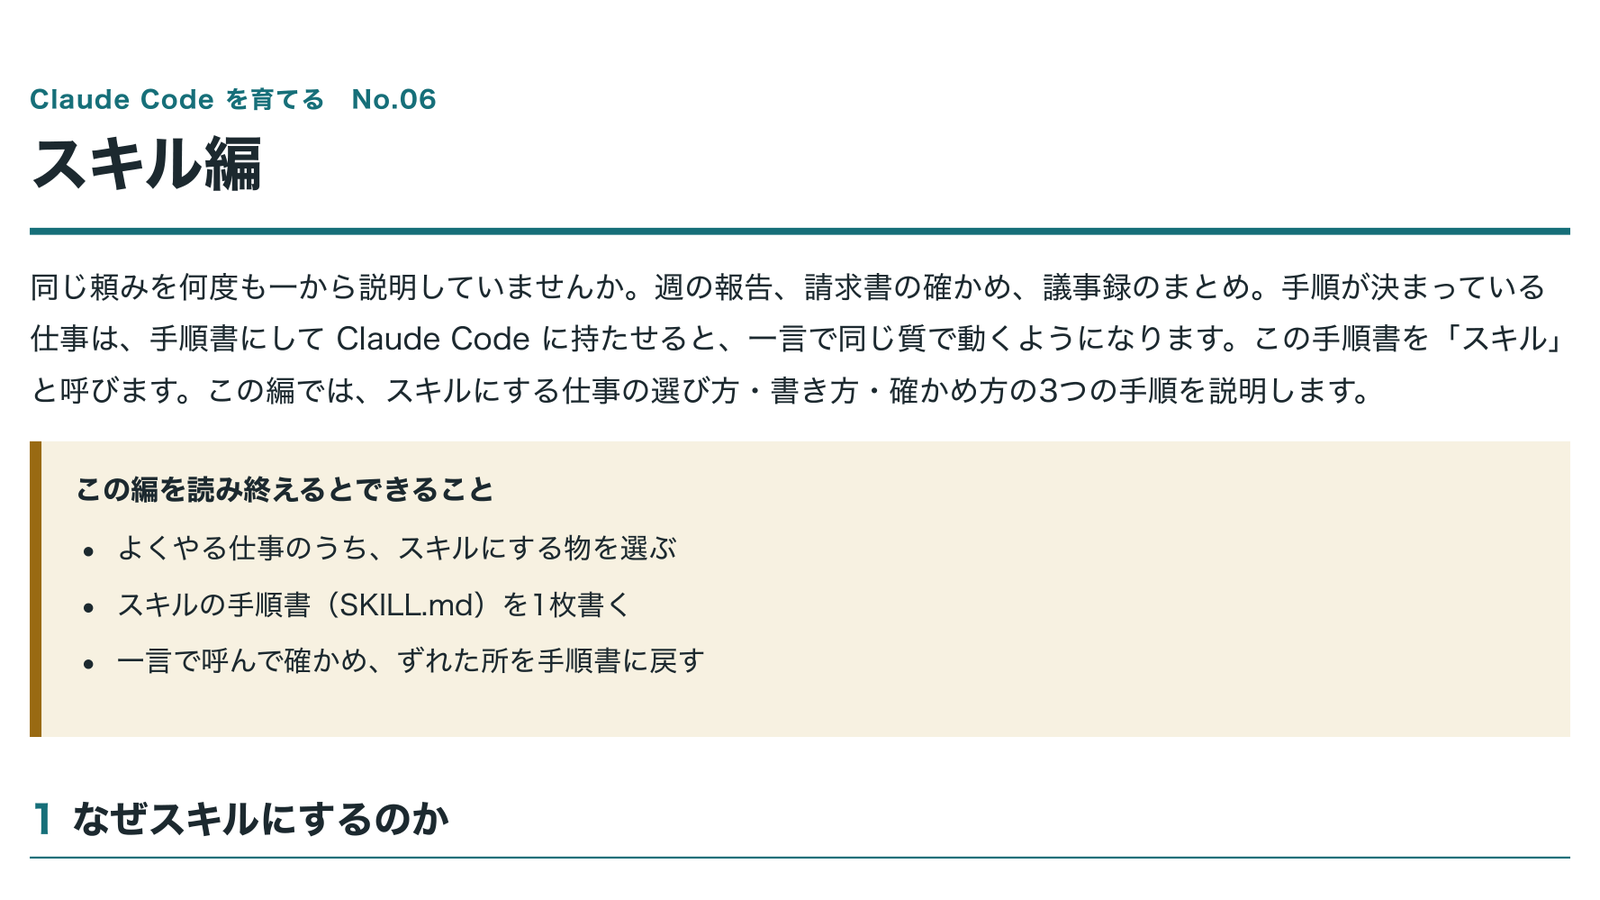 Claude Code を育てる　No.06
スキル編
同じ頼みを何度も一から説明していませんか。週の報告、請求書の確かめ、議事録のまとめ。手順が決まっている
仕事は、手順書にして Claude Code に持たせると、一言で同じ質で動くようになります。この手順書を「スキル」
と呼びます。この編では、スキルにする仕事の選び方・書き方・確かめ方の3つの手順を説明します。
この編を読み終えるとできること
• よくやる仕事のうち、スキルにする物を選ぶ
• スキルの手順書（SKILL.md）を1枚書く
• 一言で呼んで確かめ、ずれた所を手順書に戻す
1 なぜスキルにするのか